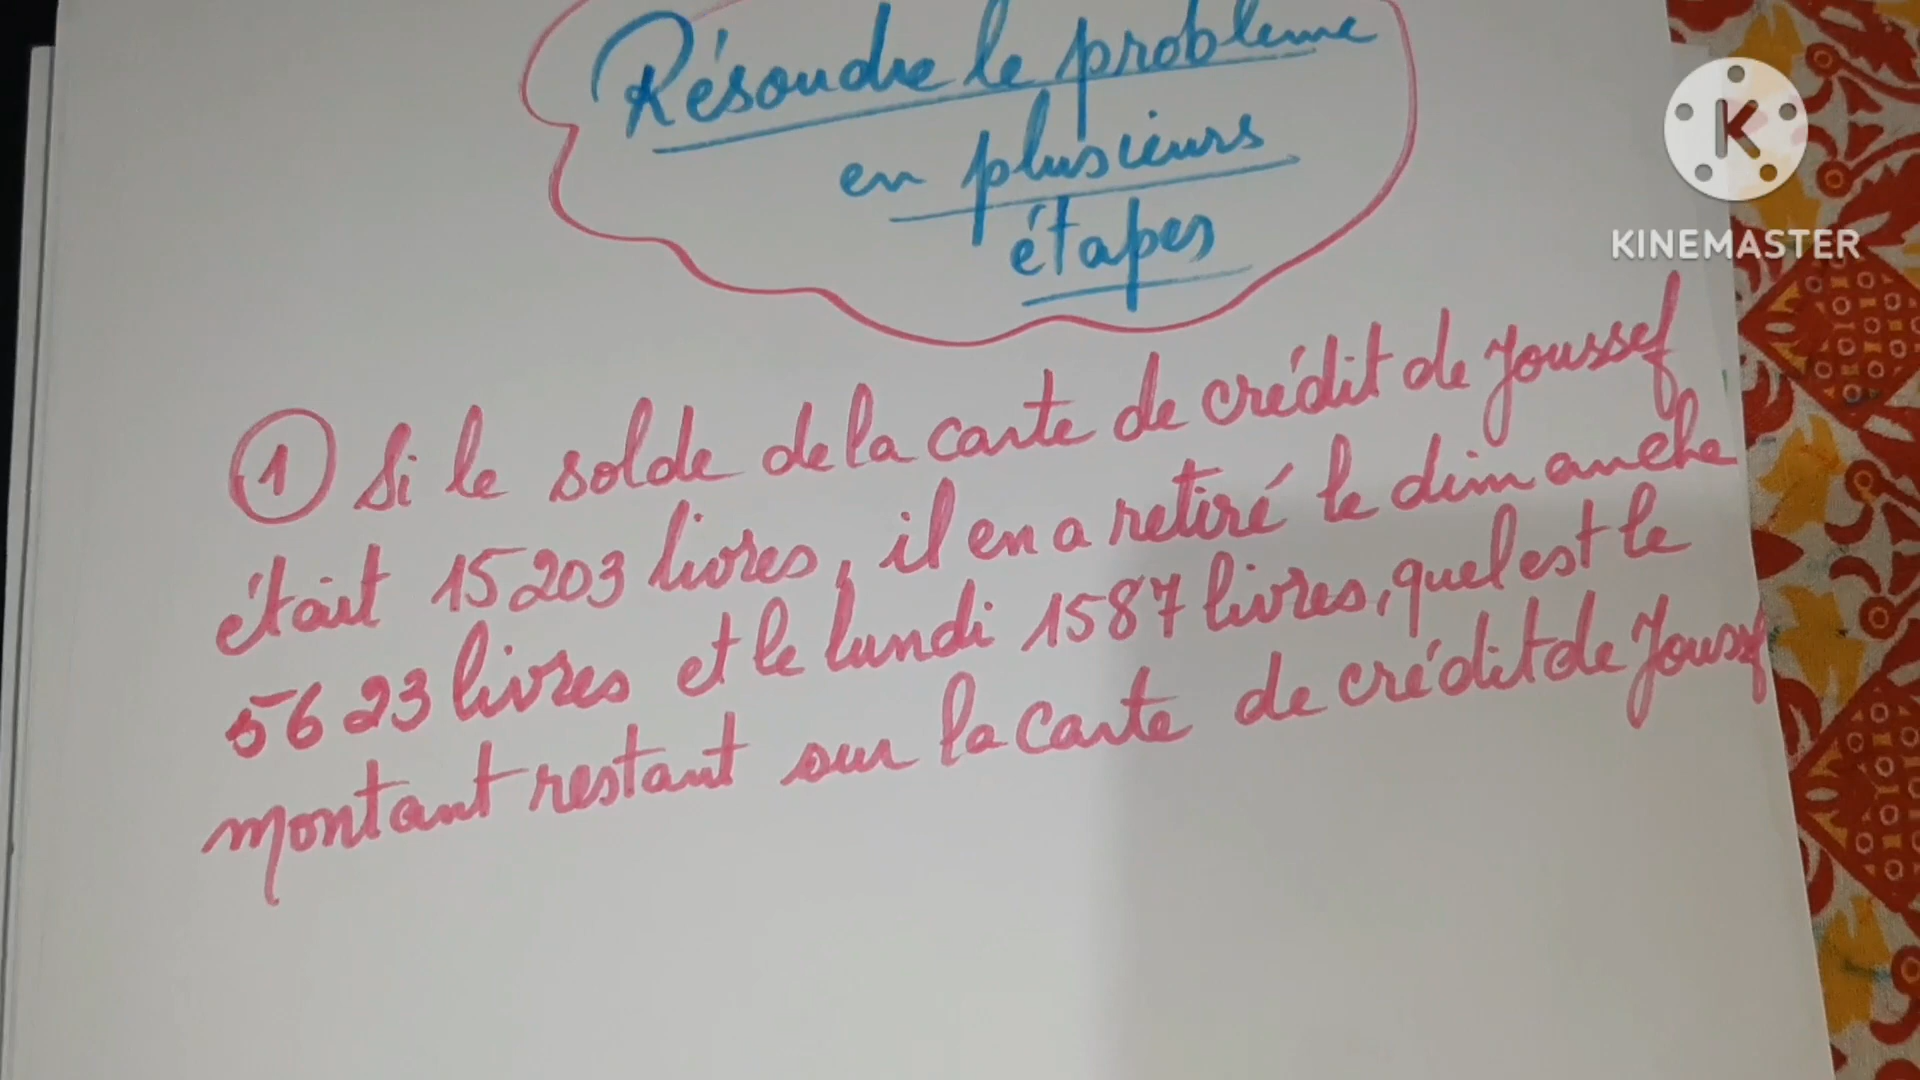 Résoudre le probleme
en plusieurs
étapes
KINEMASTER
① Si le solde de la carte de crédit de Youssef
était 15203 livres, il en a retiré le dimanche
5623 livres et le lundi 1587 livres, quel est le
montant restant sur la carte de crédit de Youssef